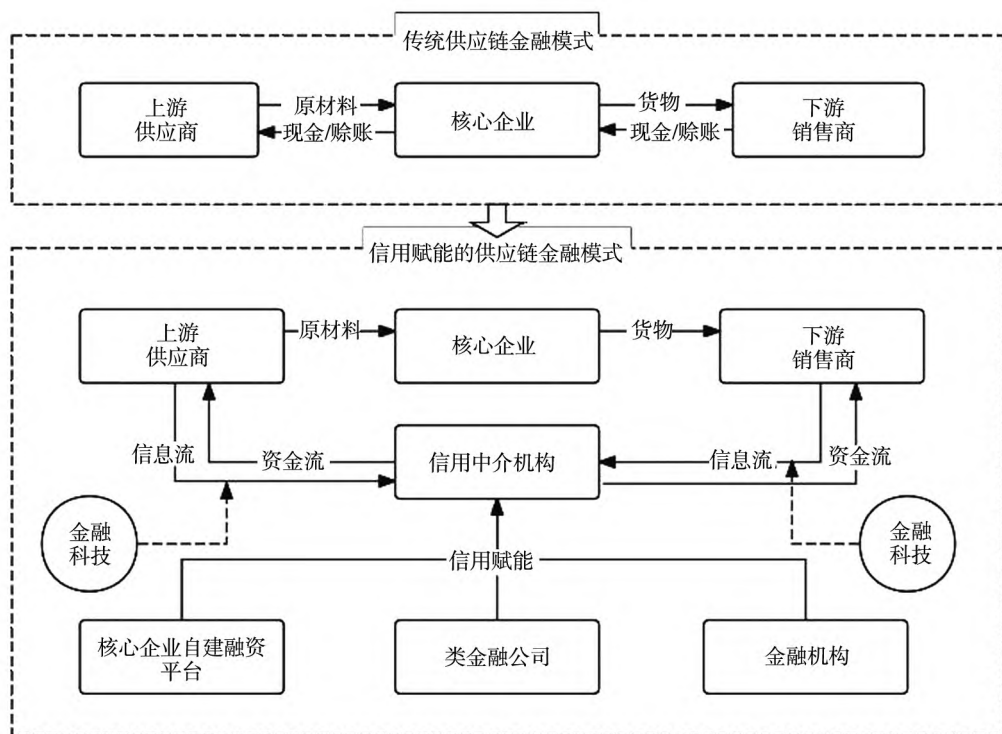 传统供应链金融模式
上游
供应商
原材料
现金/赊账
核心企业
货物
现金/赊账
下游
销售商
信用赋能的供应链金融模式
上游
供应商
原材料
核心企业
货物
下游
销售商
信息流
资金流
信用中介机构
信息流
资金流
金融
科技
金融
科技
信用赋能
核心企业自建融资
平台
类金融公司
金融机构